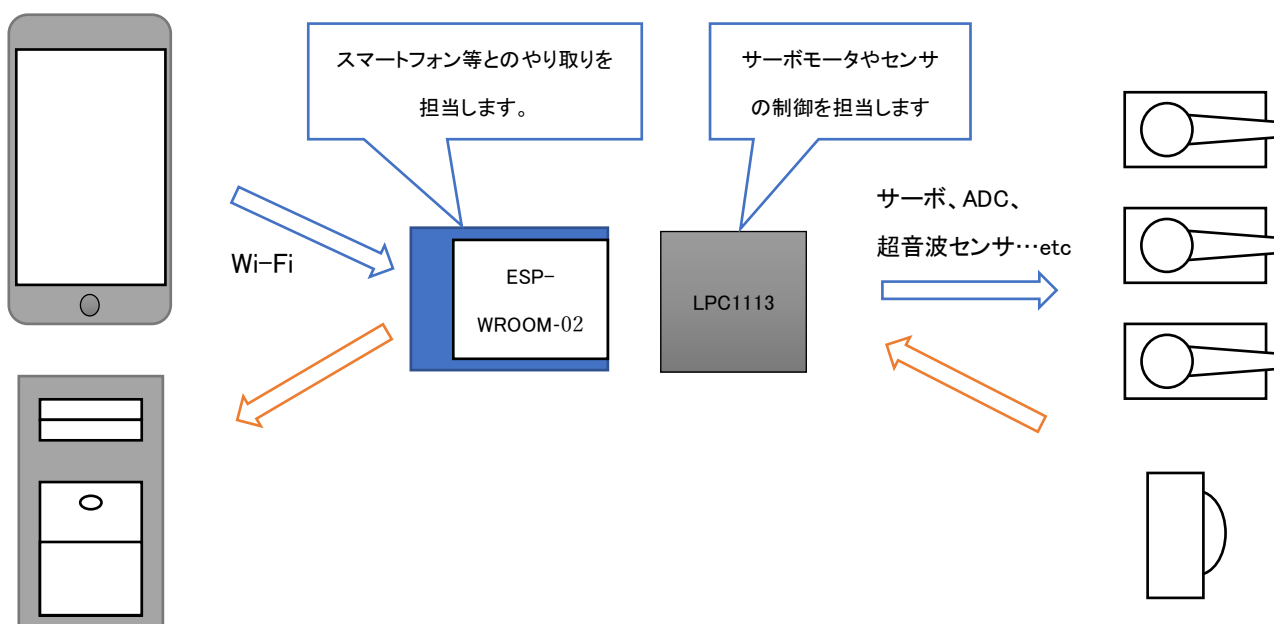 スマートフォン等とのやり取りを
担当します。
サーボモータやセンサ
の制御を担当します
Wi-Fi
ESP-
WROOM-02
LPC1113
サーボ、ADC、
超音波センサ…etc